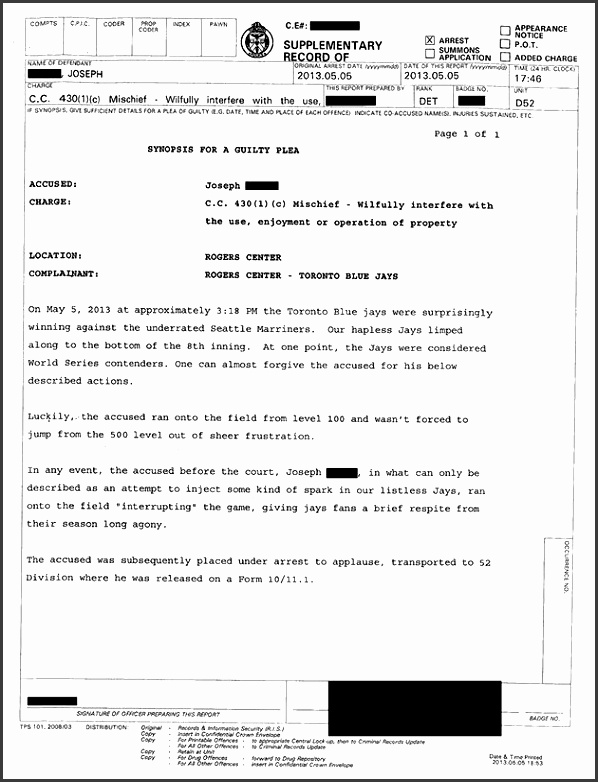 COMPTS. C.P.I.C. CODER PROP CODER INDEX PAWN
C.E#:
SUPPLEMENTARY
RECORD OF
X ARREST
SUMMONS APPLICATION
APPEARANCE NOTICE
P.O.T.
ADDED CHARGE
NAME OF DEFENDANT
, JOSEPH
ORIGINAL ARREST DATE (yyyy/mm/dd)
2013.05.05
DATE OF THIS REPORT (yyyy/mm/dd)
2013.05.05
TIME (24 HR. CLOCK)
17:46
CHARGE
C.C. 430(1)(c) Mischief - Wilfully interfere with the use,
THIS REPORT PREPARED BY
RANK
DET
BADGE NO.
UNIT
D52
IF SYNOPSIS, GIVE SUFFICIENT DETAILS FOR A PLEA OF GUILTY (E.G. DATE, TIME AND PLACE OF EACH OFFENCE) INDICATE CO-ACCUSED NAME(S), INJURIES SUSTAINED, ETC
Page 1 of 1
SYNOPSIS FOR A GUILTY PLEA
ACCUSED: Joseph
CHARGE: C.C. 430(1)(c) Mischief - Wilfully interfere with
the use, enjoyment or operation of property
LOCATION: ROGERS CENTER
COMPLAINANT: ROGERS CENTER - TORONTO BLUE JAYS
On May 5, 2013 at approximately 3:18 PM the Toronto Blue jays were surprisingly
winning against the underrated Seattle Marriners. Our hapless Jays limped
along to the bottom of the 8th inning. At one point, the Jays were considered
World Series contenders. One can almost forgive the accused for his below
described actions.
Luckily, the accused ran onto the field from level 100 and wasn't forced to
jump from the 500 level out of sheer frustration.
In any event, the accused before the court, Joseph , in what can only be
described as an attempt to inject some kind of spark in our listless Jays, ran
onto the field "interrupting" the game, giving jays fans a brief respite from
their season long agony.
The accused was subsequently placed under arrest to applause, transported to 52
Division where he was released on a Form 10/11.1.
OCCURRENCE NO.
SIGNATURE OF OFFICER PREPARING THIS REPORT
BADGE NO.
TPS 101, 2008/03 DISTRIBUTION Original - Records & Information Security (R.I.S.)
Copy - Insert in Confidential Crown Envelope
Copy - For Printable Offences - to appropriate Central Lock-up, then to Criminal Records Update
- For All Other Offences - to Criminal Records Update
Copy - Retain at Unit
Copy - For Drug Offences - forward to Drug Repository
- For All Other Offences - insert in Confidential Crown Envelope
Date & Time Printed
2013.05.05 18:53